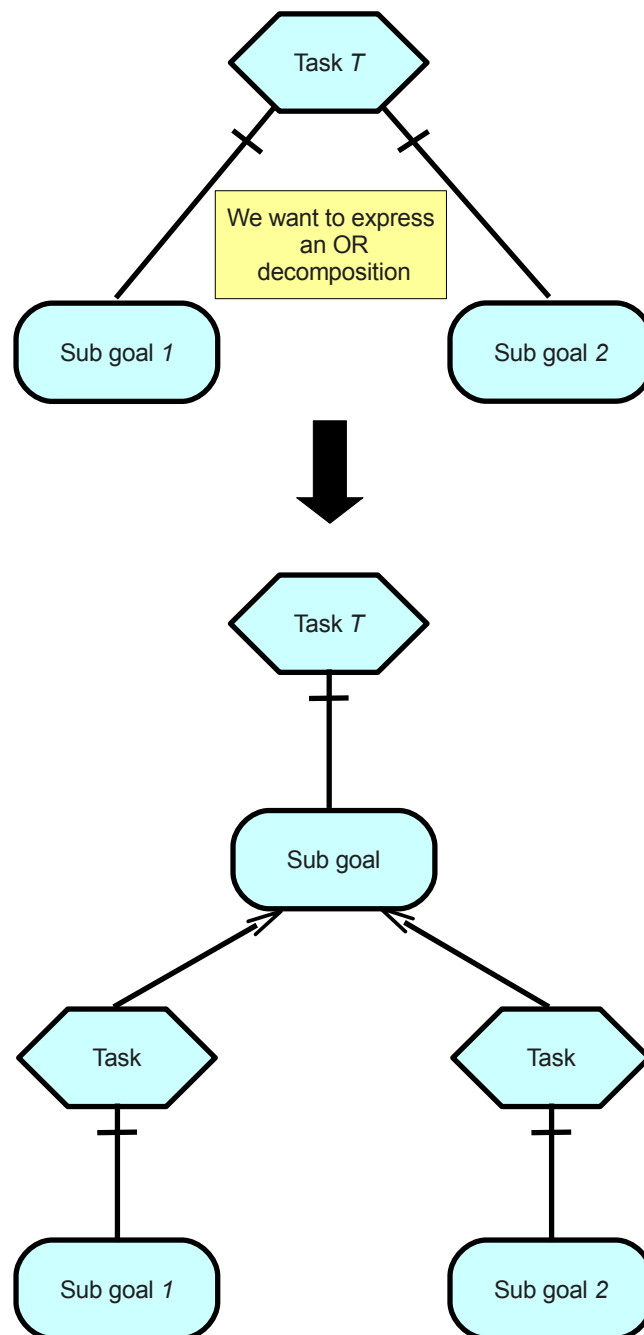 Task T
We want to express
an OR
decomposition
Sub goal 1
Sub goal 2
Task T
Sub goal
Task
Task
Sub goal 1
Sub goal 2